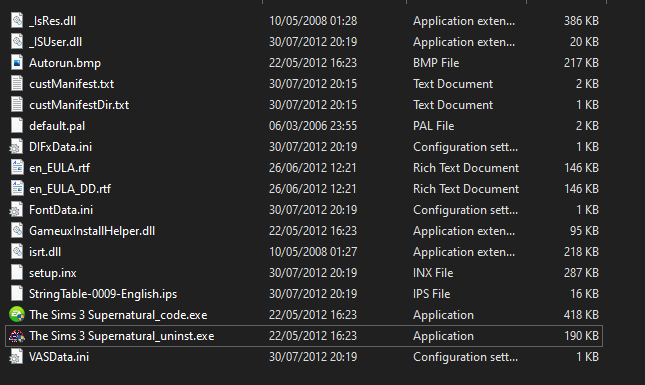 _IsRes.dll 10/05/2008 01:28 Application exten... 386 KB
_ISUser.dll 30/07/2012 20:19 Application exten... 20 KB
Autorun.bmp 22/05/2012 16:23 BMP File 217 KB
custManifest.txt 30/07/2012 20:15 Text Document 2 KB
custManifestDir.txt 30/07/2012 20:15 Text Document 1 KB
default.pal 06/03/2006 23:55 PAL File 2 KB
DIFxData.ini 30/07/2012 20:19 Configuration sett... 1 KB
en_EULA.rtf 26/06/2012 12:21 Rich Text Document 146 KB
en_EULA_DD.rtf 26/06/2012 12:21 Rich Text Document 146 KB
FontData.ini 30/07/2012 20:19 Configuration sett... 1 KB
GameuxInstallHelper.dll 22/05/2012 16:23 Application exten... 95 KB
isrt.dll 10/05/2008 01:27 Application exten... 218 KB
setup.inx 30/07/2012 20:19 INX File 287 KB
StringTable-0009-English.ips 30/07/2012 20:19 IPS File 16 KB
The Sims 3 Supernatural_code.exe 22/05/2012 16:23 Application 418 KB
The Sims 3 Supernatural_uninst.exe 22/05/2012 16:23 Application 190 KB
VASData.ini 30/07/2012 20:19 Configuration sett... 1 KB